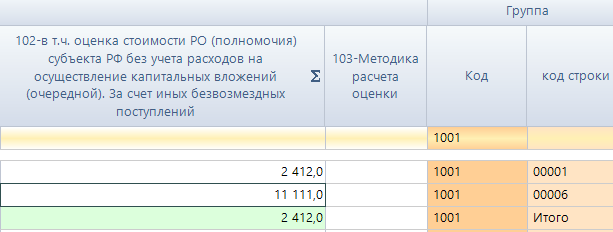 Группа
102-в т.ч. оценка стоимости РО (полномочия)
субъекта РФ без учета расходов на
осуществление капитальных вложений
(очередной). За счет иных безвозмездных
поступлений
Σ
103-Методика
расчета
оценки
Код
код строки
1001
2 412,0 1001 00001
11 111,0 1001 00006
2 412,0 1001 Итого